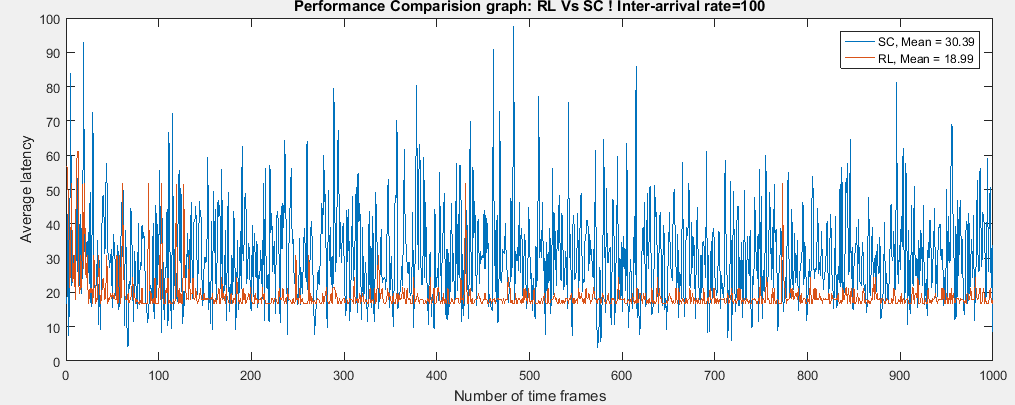 Performance Comparision graph: RL Vs SC ! Inter-arrival rate=100
100
90
80
70
60
50
40
30
20
10
0
Average latency
SC, Mean = 30.39
RL, Mean = 18.99
0 100 200 300 400 500 600 700 800 900 1000
Number of time frames